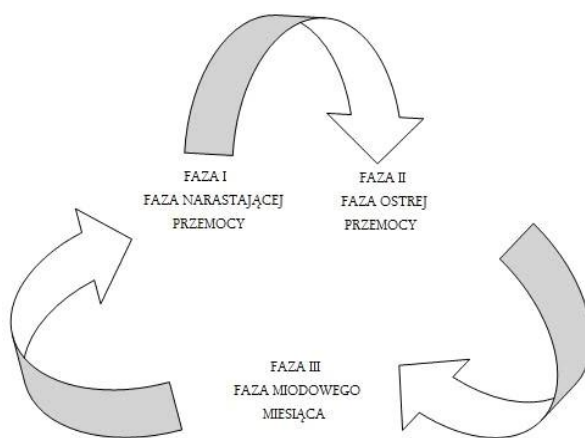 FAZA I
FAZA NARASTAJĄCEJ
PRZEMOCY
FAZA II
FAZA OSTREJ
PRZEMOCY
FAZA III
FAZA MIODOWEGO
MIESIĄCA